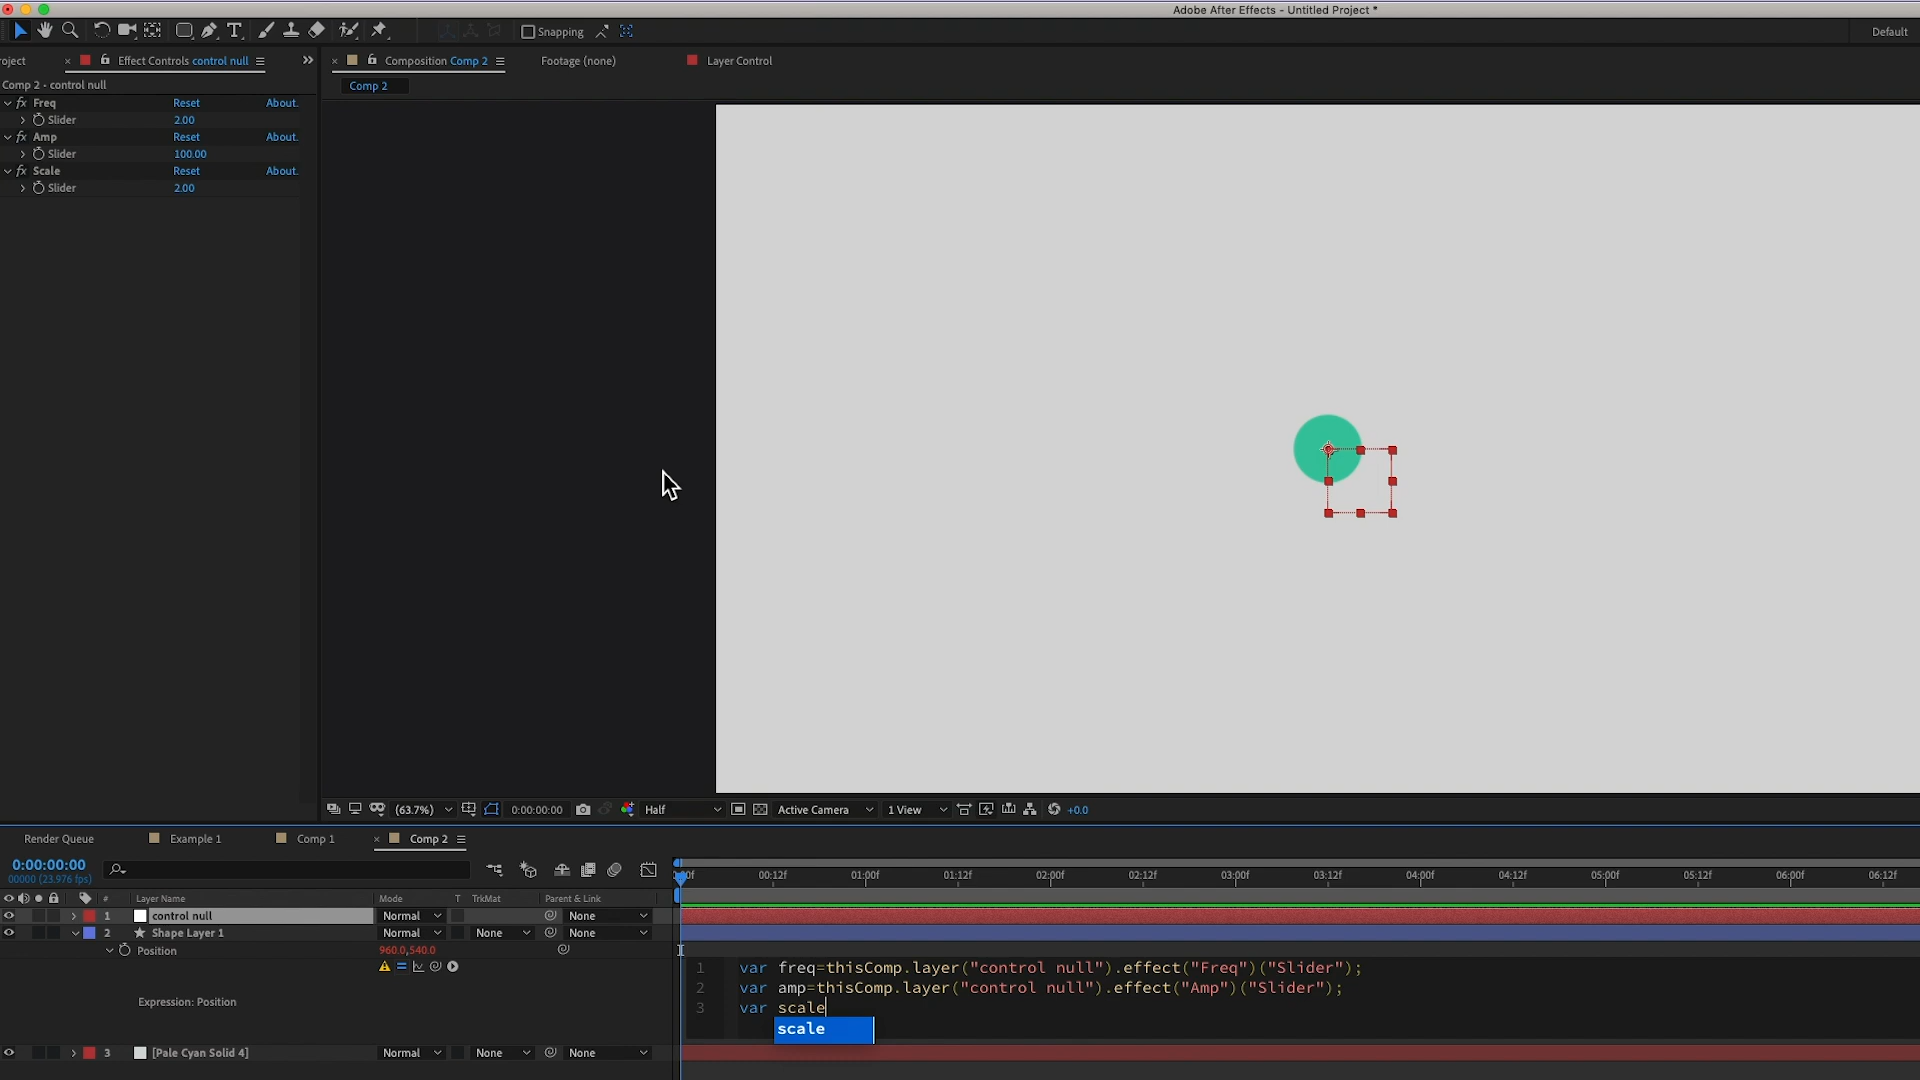 Adobe After Effects - Untitled Project *
Snapping
Default
roject
× Effect Controls control null
»
× Composition Comp 2
Footage (none)
Layer Control
Comp 2 - control null
Comp 2
fx Freq Reset About.
Slider 2.00
fx Amp Reset About.
Slider 100.00
fx Scale Reset About.
Slider 2.00
(63.7%)
0:00:00:00
Half
Active Camera
1 View
+0.0
Render Queue
Example 1
Comp 1
× Comp 2
0:00:00:00
00000 (23.976 fps)
00f 00:12f 01:00f 01:12f 02:00f 02:12f 03:00f 03:12f 04:00f 04:12f 05:00f 05:12f 06:00f 06:12f
# Layer Name Mode T TrkMat Parent & Link
1 control null Normal None
2 Shape Layer 1 Normal None None
Position 960.0,540.0
Expression: Position
1 var freq=thisComp.layer("control null").effect("Freq")("Slider");
2 var amp=thisComp.layer("control null").effect("Amp")("Slider");
3 var scale
scale
3 [Pale Cyan Solid 4] Normal None None